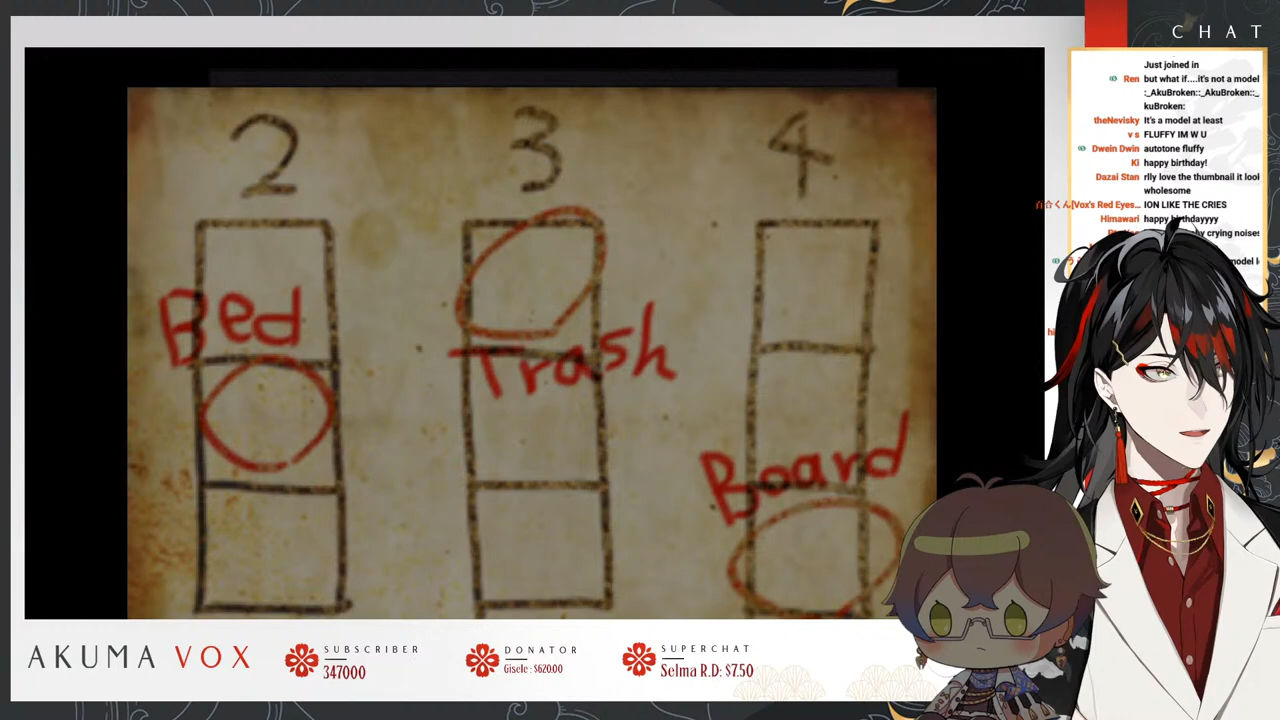 CHAT
Just joined in
Ren but what if....it's not a model
:_AkuBroken::_AkuBroken::_
kuBroken:
theNevisky It's a model at least
v s FLUFFY IM W U
Dwein Dwin autotone fluffy
Ki happy birthday!
Dazai Stan rlly love the thumbnail it look
wholesome
[Vox's Red Eyes... ION LIKE THE CRIES
Himawari happy birthdayyyy
crying noises
2 3 4
Bed
Trash
Board
AKUMA VOX
SUBSCRIBER
347000
DONATOR
Gisele : $620.00
SUPERCHAT
Selma R.D: $7.50